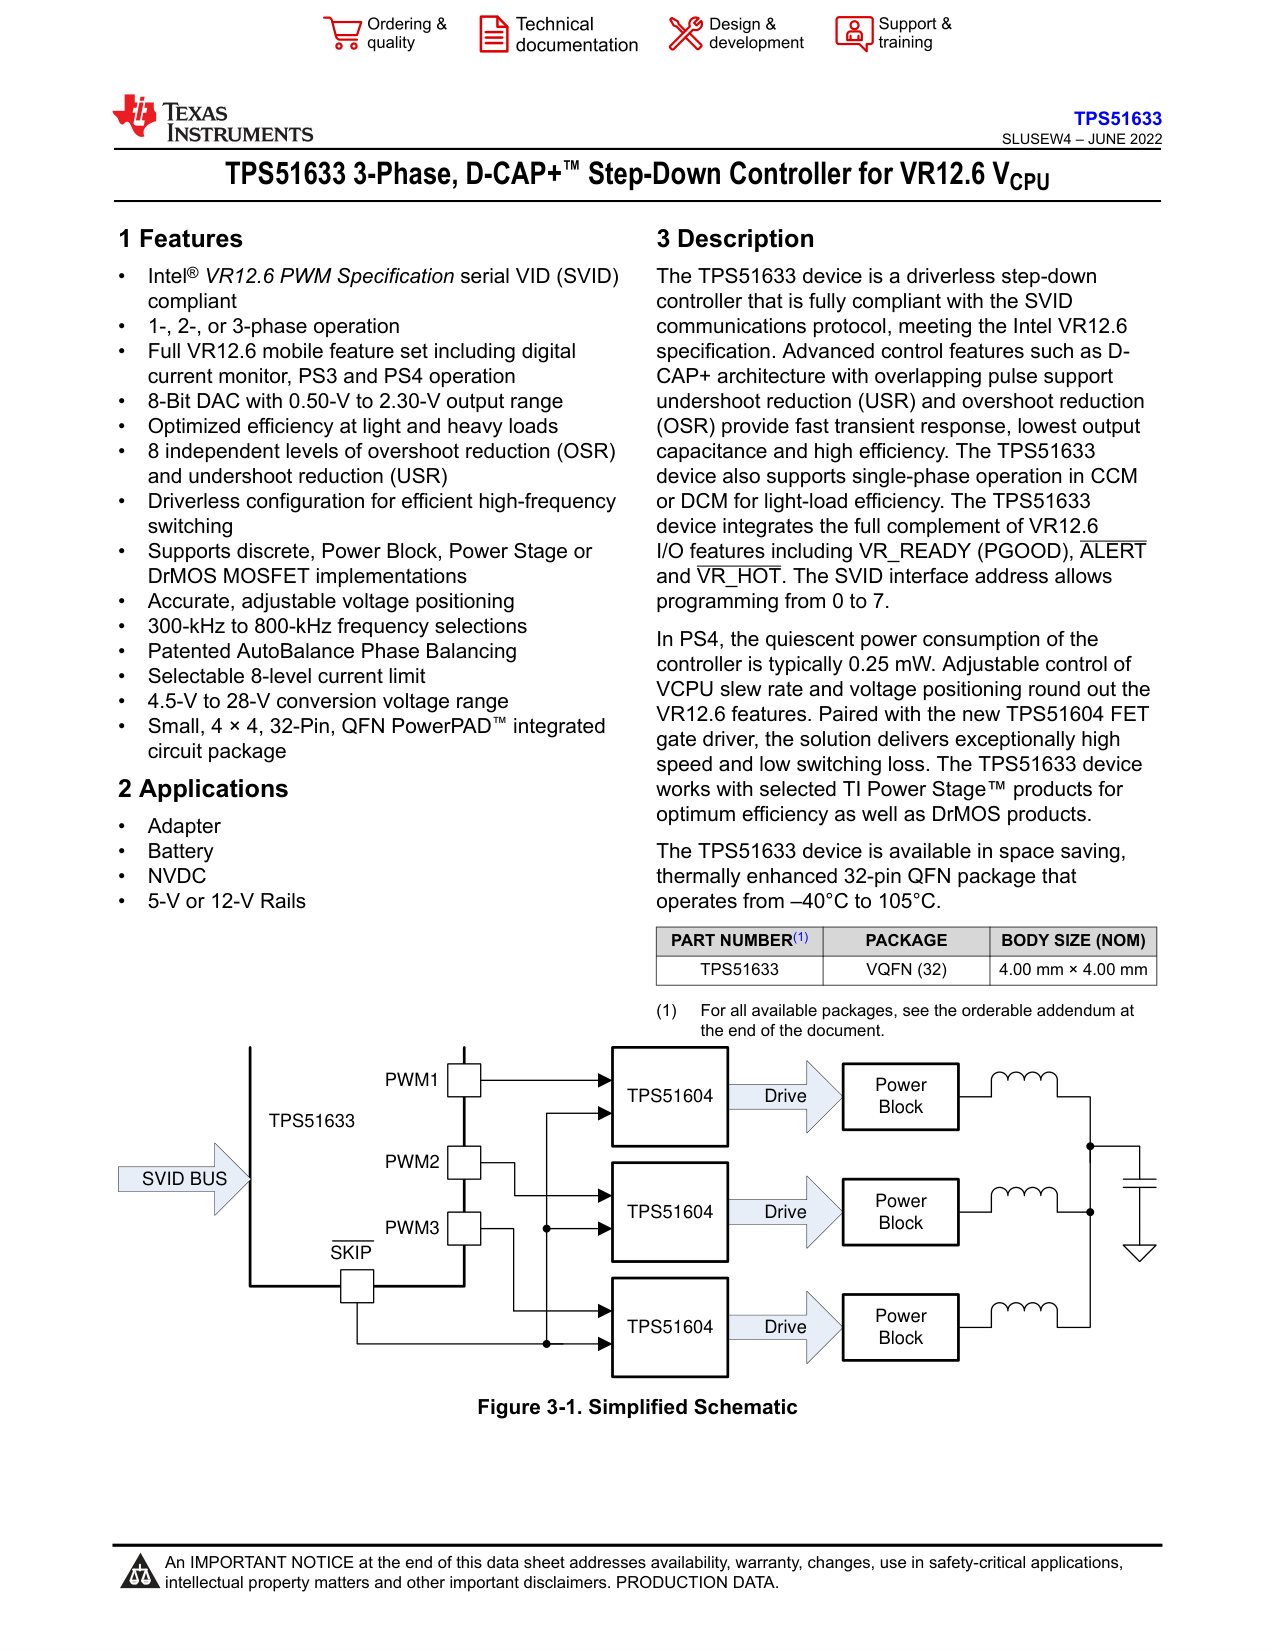 Ordering & quality
Technical documentation
Design & development
Support & training
TEXAS INSTRUMENTS
TPS51633
SLUSEW4 – JUNE 2022
TPS51633 3-Phase, D-CAP+™ Step-Down Controller for VR12.6 VCPU
1 Features
• Intel® VR12.6 PWM Specification serial VID (SVID)
compliant
• 1-, 2-, or 3-phase operation
• Full VR12.6 mobile feature set including digital
current monitor, PS3 and PS4 operation
• 8-Bit DAC with 0.50-V to 2.30-V output range
• Optimized efficiency at light and heavy loads
• 8 independent levels of overshoot reduction (OSR)
and undershoot reduction (USR)
• Driverless configuration for efficient high-frequency
switching
• Supports discrete, Power Block, Power Stage or
DrMOS MOSFET implementations
• Accurate, adjustable voltage positioning
• 300-kHz to 800-kHz frequency selections
• Patented AutoBalance Phase Balancing
• Selectable 8-level current limit
• 4.5-V to 28-V conversion voltage range
• Small, 4 × 4, 32-Pin, QFN PowerPAD™ integrated
circuit package
2 Applications
• Adapter
• Battery
• NVDC
• 5-V or 12-V Rails
3 Description
The TPS51633 device is a driverless step-down
controller that is fully compliant with the SVID
communications protocol, meeting the Intel VR12.6
specification. Advanced control features such as D-
CAP+ architecture with overlapping pulse support
undershoot reduction (USR) and overshoot reduction
(OSR) provide fast transient response, lowest output
capacitance and high efficiency. The TPS51633
device also supports single-phase operation in CCM
or DCM for light-load efficiency. The TPS51633
device integrates the full complement of VR12.6
I/O features including VR_READY (PGOOD), ALERT
and VR_HOT. The SVID interface address allows
programming from 0 to 7.
In PS4, the quiescent power consumption of the
controller is typically 0.25 mW. Adjustable control of
VCPU slew rate and voltage positioning round out the
VR12.6 features. Paired with the new TPS51604 FET
gate driver, the solution delivers exceptionally high
speed and low switching loss. The TPS51633 device
works with selected TI Power Stage™ products for
optimum efficiency as well as DrMOS products.
The TPS51633 device is available in space saving,
thermally enhanced 32-pin QFN package that
operates from –40°C to 105°C.
PART NUMBER(1) PACKAGE BODY SIZE (NOM)
TPS51633 VQFN (32) 4.00 mm × 4.00 mm
(1) For all available packages, see the orderable addendum at
the end of the document.
PWM1
TPS51604
Drive
Power
Block
TPS51633
PWM2
SVID BUS
TPS51604
Drive
Power
Block
PWM3
SKIP
TPS51604
Drive
Power
Block
Figure 3-1. Simplified Schematic
An IMPORTANT NOTICE at the end of this data sheet addresses availability, warranty, changes, use in safety-critical applications,
intellectual property matters and other important disclaimers. PRODUCTION DATA.